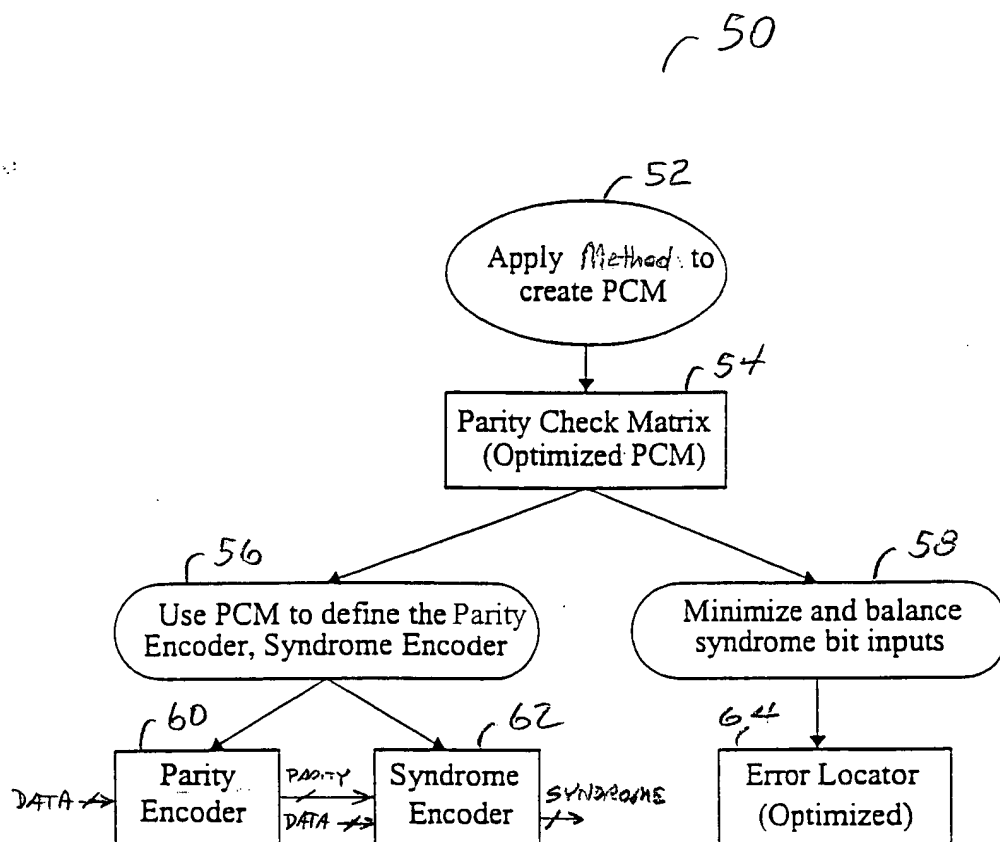 50
52
Apply Method to
create PCM
54
Parity Check Matrix
(Optimized PCM)
56
Use PCM to define the Parity
Encoder, Syndrome Encoder
58
Minimize and balance
syndrome bit inputs
60
Parity
Encoder
62
Syndrome
Encoder
64
Error Locator
(Optimized)
DATA
PARITY
DATA
SYNDROME